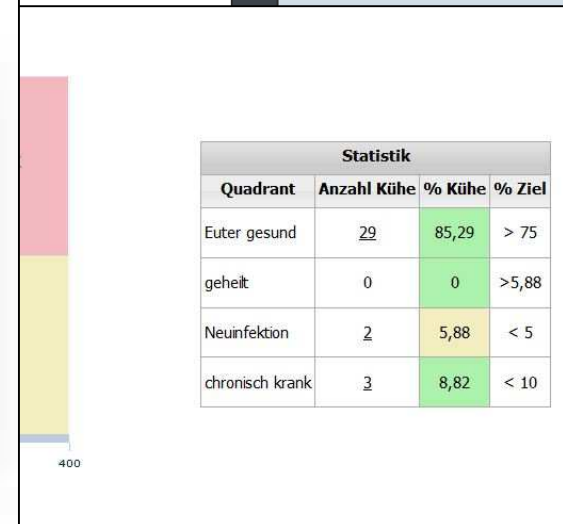 Statistik
Quadrant Anzahl Kühe % Kühe % Ziel
Euter gesund 29 85,29 > 75
geheilt 0 0 >5,88
Neuinfektion 2 5,88 < 5
chronisch krank 3 8,82 < 10
400